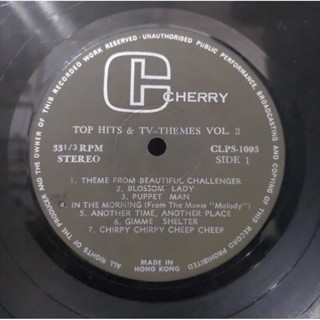 ALL RIGHTS OF THE PRODUCER AND THE OWNER OF THIS RECORDED WORK RESERVED · UNAUTHORISED PUBLIC PERFORMANCE BROADCASTING AND COPYING OF THIS RECORD PROHIBITED
CHERRY
TOP HITS & TV-THEMES VOL. 3
33 1/3 RPM
STEREO
CLPS-1003
SIDE 1
1. THEME FROM BEAUTIFUL CHALLENGER
2. BLOSSOM LADY
3. PUPPET MAN
4. IN THE MORNING (From The Movie "Melody")
5. ANOTHER TIME, ANOTHER PLACE
6. GIMME SHELTER
7. CHIRPY CHIRPY CHEEP CHEEP
MADE IN
HONG KONG